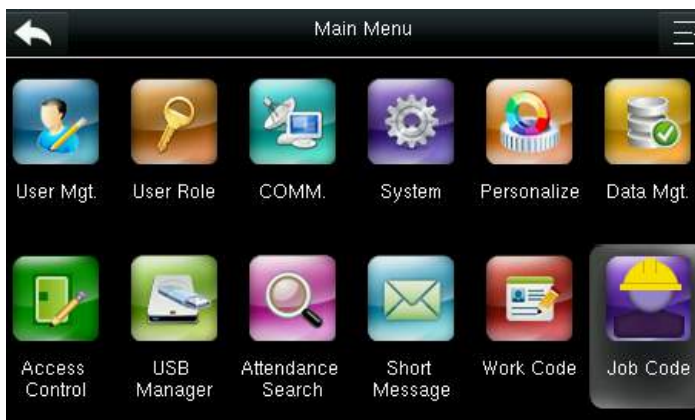 Main Menu
User Mgt.
User Role
COMM.
System
Personalize
Data Mgt.
Access
Control
USB
Manager
Attendance
Search
Short
Message
Work Code
Job Code